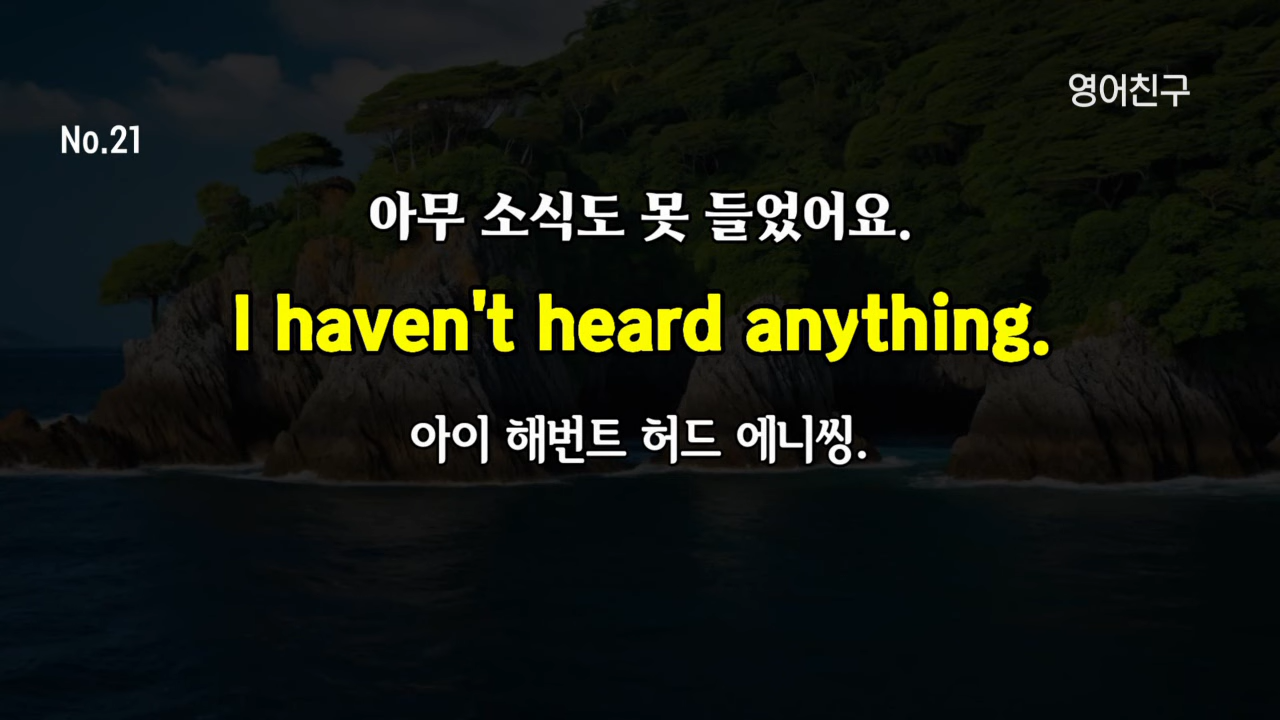 영어친구
No.21
아무 소식도 못 들었어요.
I haven't heard anything.
아이 해번트 허드 에니씽.